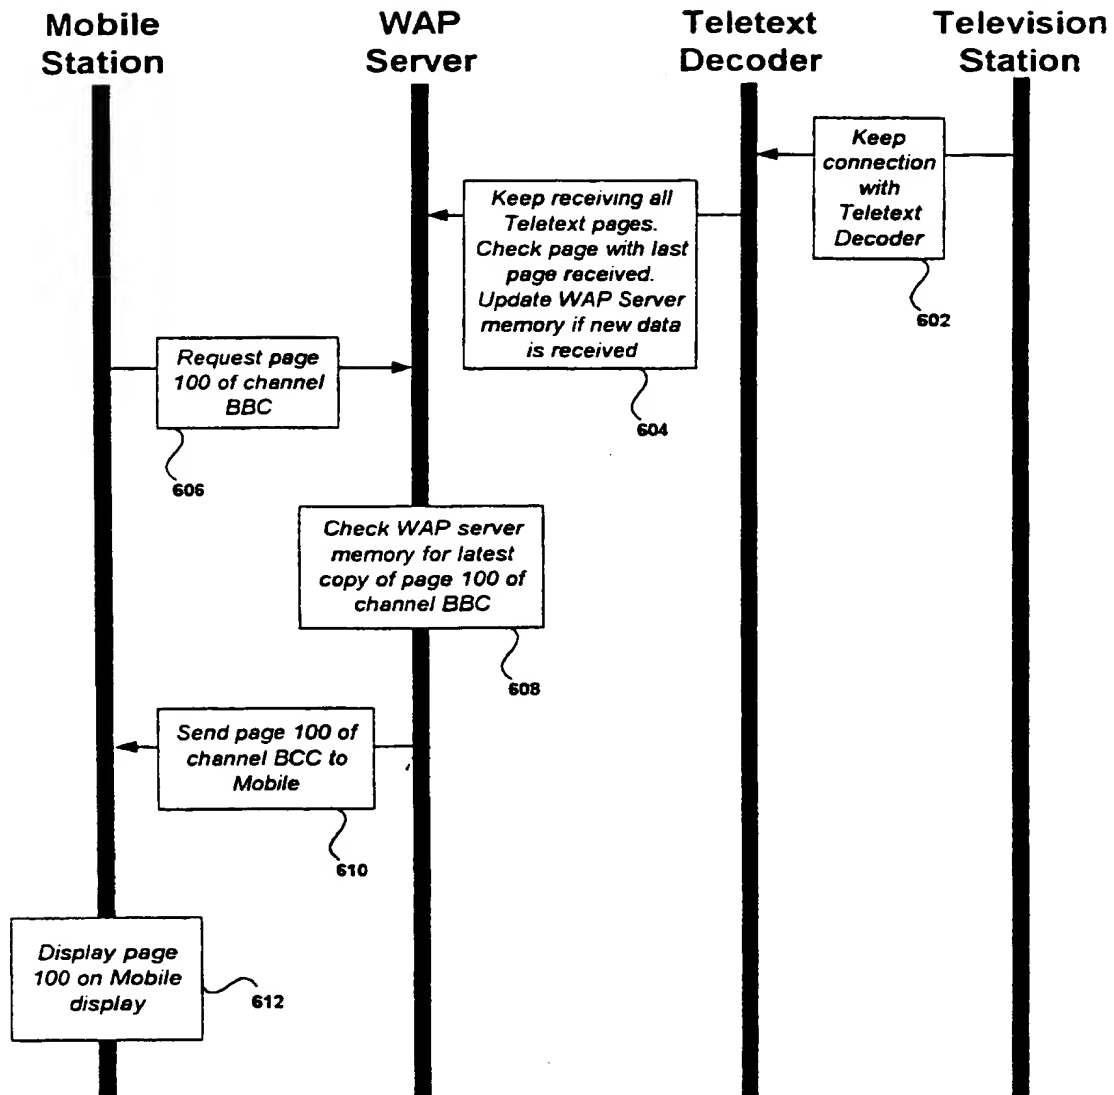 Mobile
Station
WAP
Server
Teletext
Decoder
Television
Station
Keep
connection
with
Teletext
Decoder
602
Keep receiving all
Teletext pages.
Check page with last
page received.
Update WAP Server
memory if new data
is received
604
Request page
100 of channel
BBC
606
Check WAP server
memory for latest
copy of page 100 of
channel BBC
608
Send page 100 of
channel BCC to
Mobile
610
Display page
100 on Mobile
display
612